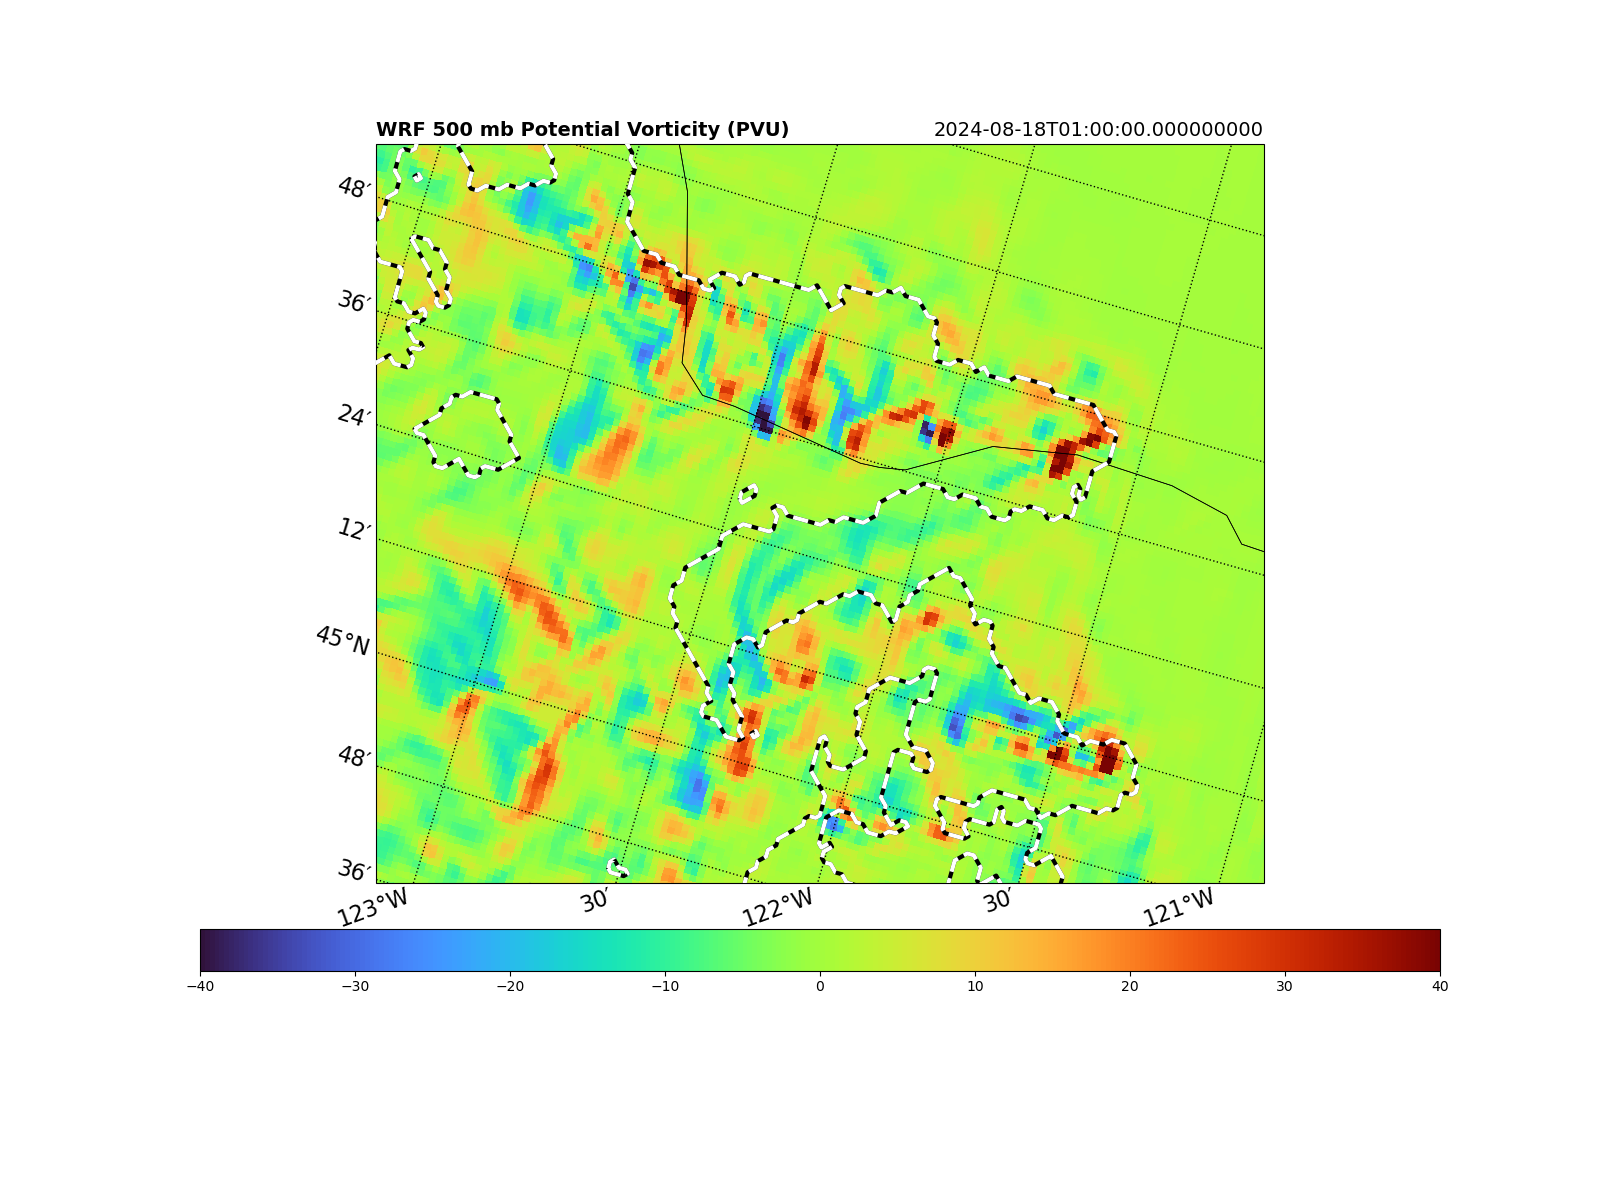 WRF 500 mb Potential Vorticity (PVU)
2024-08-18T01:00:00.000000000
48′
36′
24′
12′
45°N
48′
36′
123°W
30′
122°W
30′
121°W
−40
−30
−20
−10
0
10
20
30
40